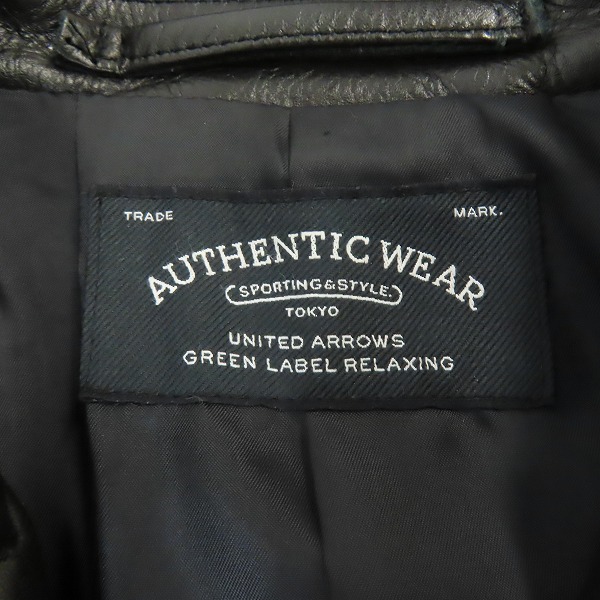 TRADE MARK.
AUTHENTIC WEAR
SPORTING&STYLE.
TOKYO
UNITED ARROWS
GREEN LABEL RELAXING